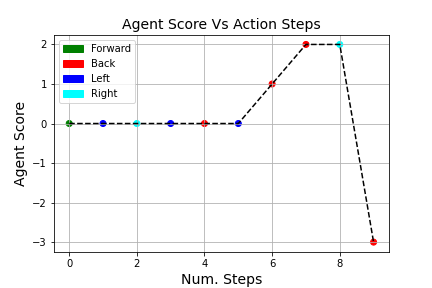 Agent Score Vs Action Steps
Forward
Back
Left
Right
2
1
0
−1
−2
−3
Agent Score
0 2 4 6 8
Num. Steps